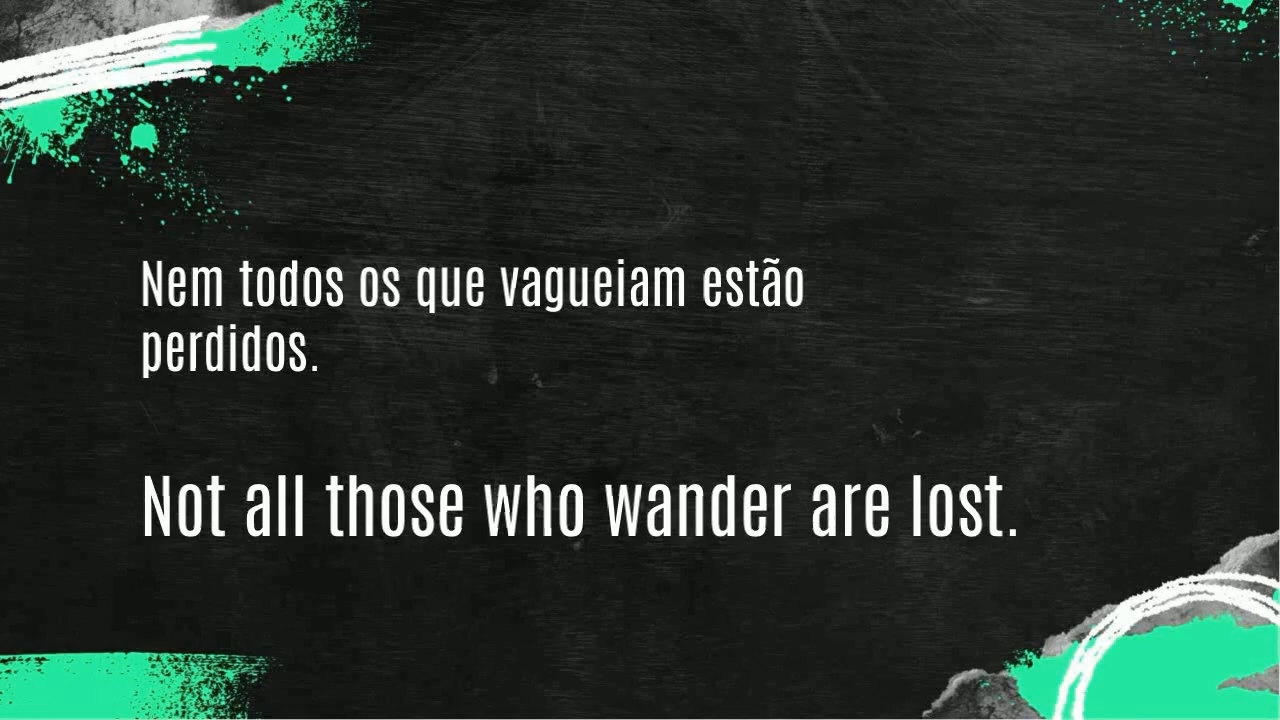 Nem todos os que vagueiam estão
perdidos.
Not all those who wander are lost.